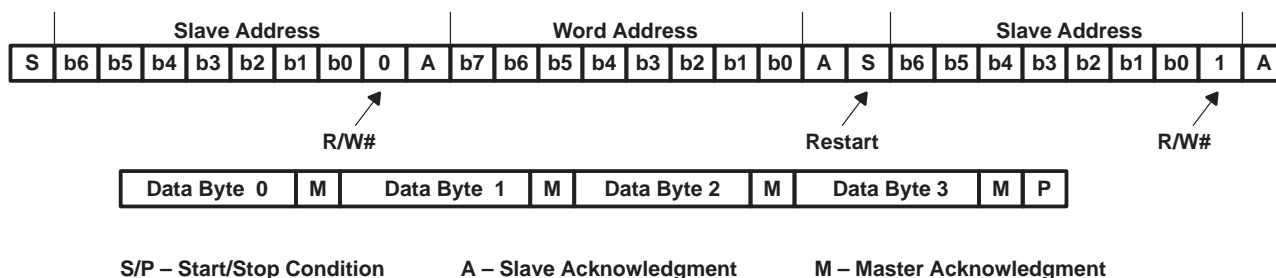 Slave Address Word Address Slave Address
S b6 b5 b4 b3 b2 b1 b0 0 A b7 b6 b5 b4 b3 b2 b1 b0 A S b6 b5 b4 b3 b2 b1 b0 1 A
R/W# Restart R/W#
Data Byte 0 M Data Byte 1 M Data Byte 2 M Data Byte 3 M P
S/P – Start/Stop Condition A – Slave Acknowledgment M – Master Acknowledgment